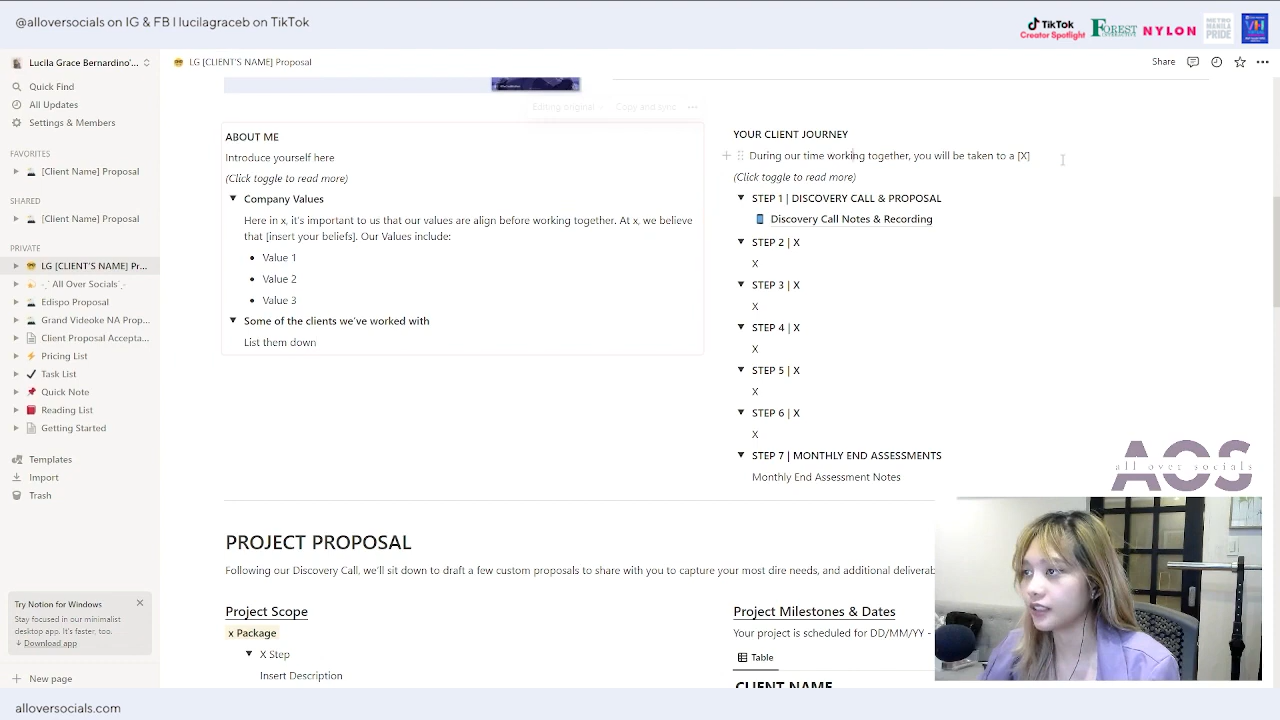 @alloversocials on IG & FB l lucilagraceb on TikTok
TikTok
Creator Spotlight
FOREST
INTERACTIVE
NYLON
METRO
MANILA
PRIDE
VH
Lucila Grace Bernardo's'...
LG [CLIENT'S NAME] Proposal
Share
Quick Find
All Updates
Settings & Members
FAVORITES
[Client Name] Proposal
SHARED
[Client Name] Proposal
PRIVATE
LG [CLIENT'S NAME] Pr...
All Over Socials
Edispo Proposal
Grand Videoke NA Prop...
Client Proposal Accepta...
Pricing List
Task List
Quick Note
Reading List
Getting Started
Templates
Import
Trash
Try Notion for Windows
Stay focused in our minimalist
desktop app. It's faster, too.
Download app
New page
Editing original
Copy and sync
ABOUT ME
Introduce yourself here
(Click toggle to read more)
Company Values
Here in x, it's important to us that our values are align before working together. At x, we believe
that [insert your beliefs]. Our Values include:
• Value 1
• Value 2
• Value 3
Some of the clients we've worked with
List them down
YOUR CLIENT JOURNEY
During our time working together, you will be taken to a [X]
(Click toggle to read more)
STEP 1 | DISCOVERY CALL & PROPOSAL
Discovery Call Notes & Recording
STEP 2 | X
X
STEP 3 | X
X
STEP 4 | X
X
STEP 5 | X
X
STEP 6 | X
X
STEP 7 | MONTHLY END ASSESSMENTS
Monthly End Assessment Notes
AOS
all over socials
PROJECT PROPOSAL
Following our Discovery Call, we'll sit down to draft a few custom proposals to share with you to capture your most dire needs, and additional deliverab
Project Scope
x Package
X Step
Insert Description
Project Milestones & Dates
Your project is scheduled for DD/MM/YY -
Table
CLIENT NAME
alloversocials.com